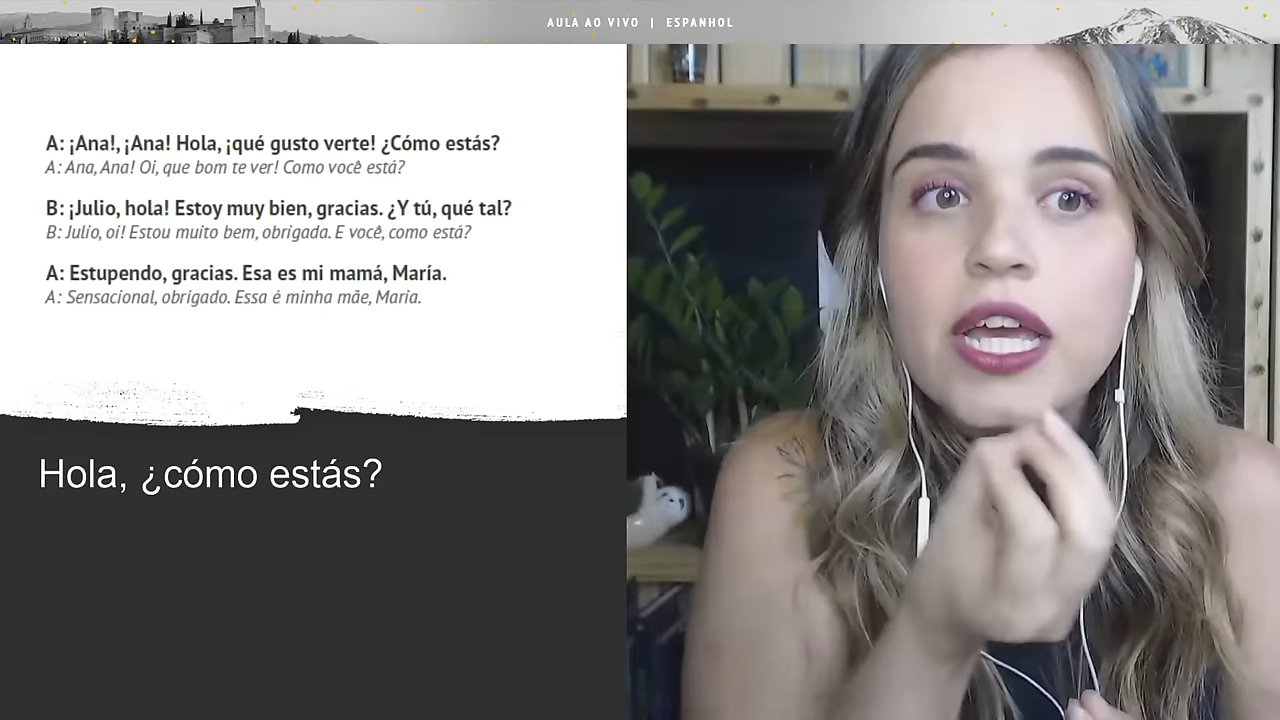 AULA AO VIVO | ESPANHOL
A: ¡Ana!, ¡Ana! Hola, ¡qué gusto verte! ¿Cómo estás?
A: Ana, Ana! Oi, que bom te ver! Como você está?
B: ¡Julio, hola! Estoy muy bien, gracias. ¿Y tú, qué tal?
B: Julio, oi! Estou muito bem, obrigada. E você, como está?
A: Estupendo, gracias. Esa es mi mamá, María.
A: Sensacional, obrigado. Essa é minha mãe, Maria.
Hola, ¿cómo estás?